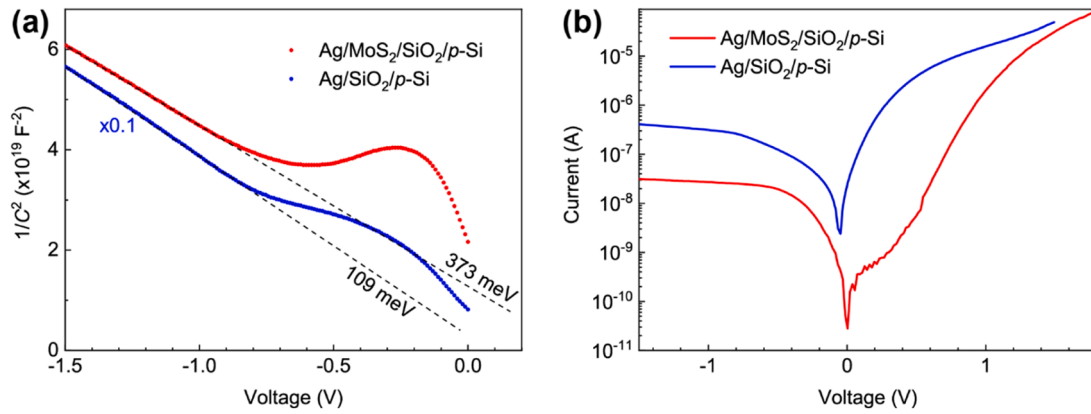 (a)
Ag/MoS₂/SiO₂/p-Si
Ag/SiO₂/p-Si
x0.1
109 meV
373 meV
6
4
2
0
1/C² (x10¹⁹ F⁻²)
-1.5
-1.0
-0.5
0.0
Voltage (V)
(b)
Ag/MoS₂/SiO₂/p-Si
Ag/SiO₂/p-Si
10⁻⁵
10⁻⁶
10⁻⁷
10⁻⁸
10⁻⁹
10⁻¹⁰
10⁻¹¹
Current (A)
-1
0
1
Voltage (V)